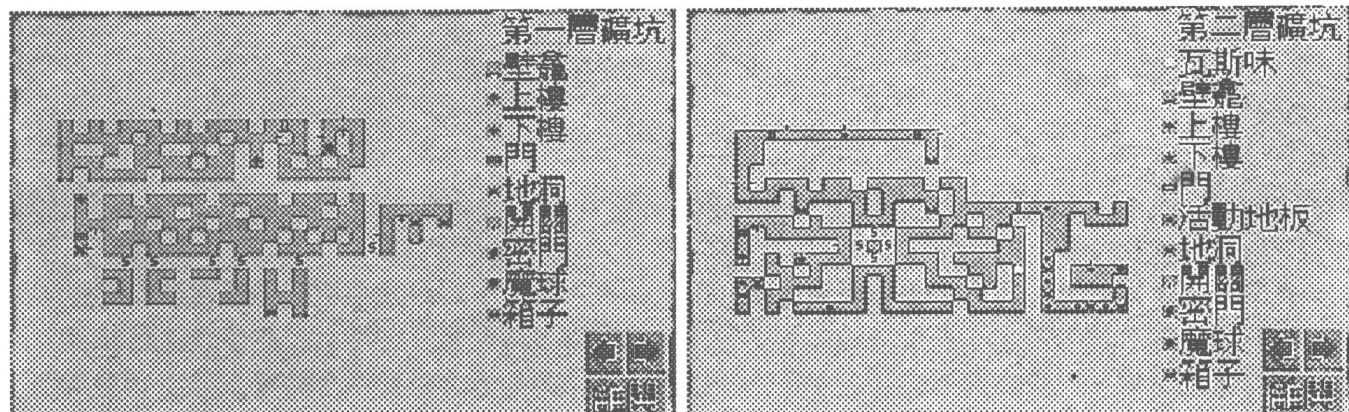 第一層礦坑
壁龕
上樓
下樓
門
地洞
開關
密門
魔球
箱子
S
S
S
S
S
第二層礦坑
瓦斯味
壁龕
上樓
下樓
門
活動地板
地洞
開關
密門
魔球
箱子
S
S S
S